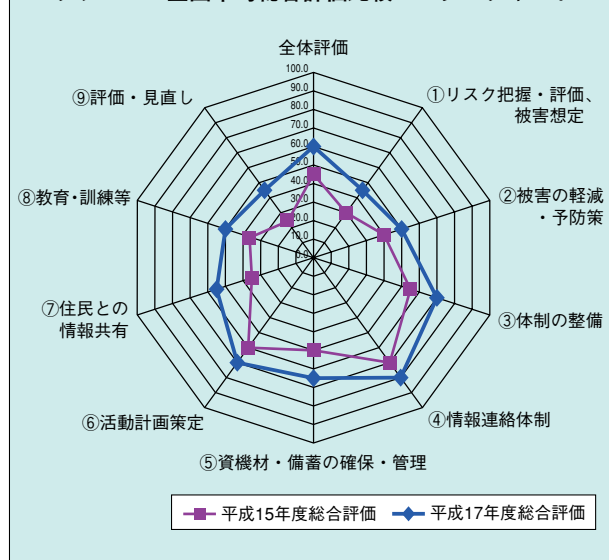 全体評価
100.0
90.0
80.0
70.0
60.0
50.0
40.0
30.0
20.0
10.0
0.0
①リスク把握・評価、
被害想定
②被害の軽減
・予防策
③体制の整備
④情報連絡体制
⑤資機材・備蓄の確保・管理
⑥活動計画策定
⑦住民との
情報共有
⑧教育・訓練等
⑨評価・見直し
平成15年度総合評価
平成17年度総合評価